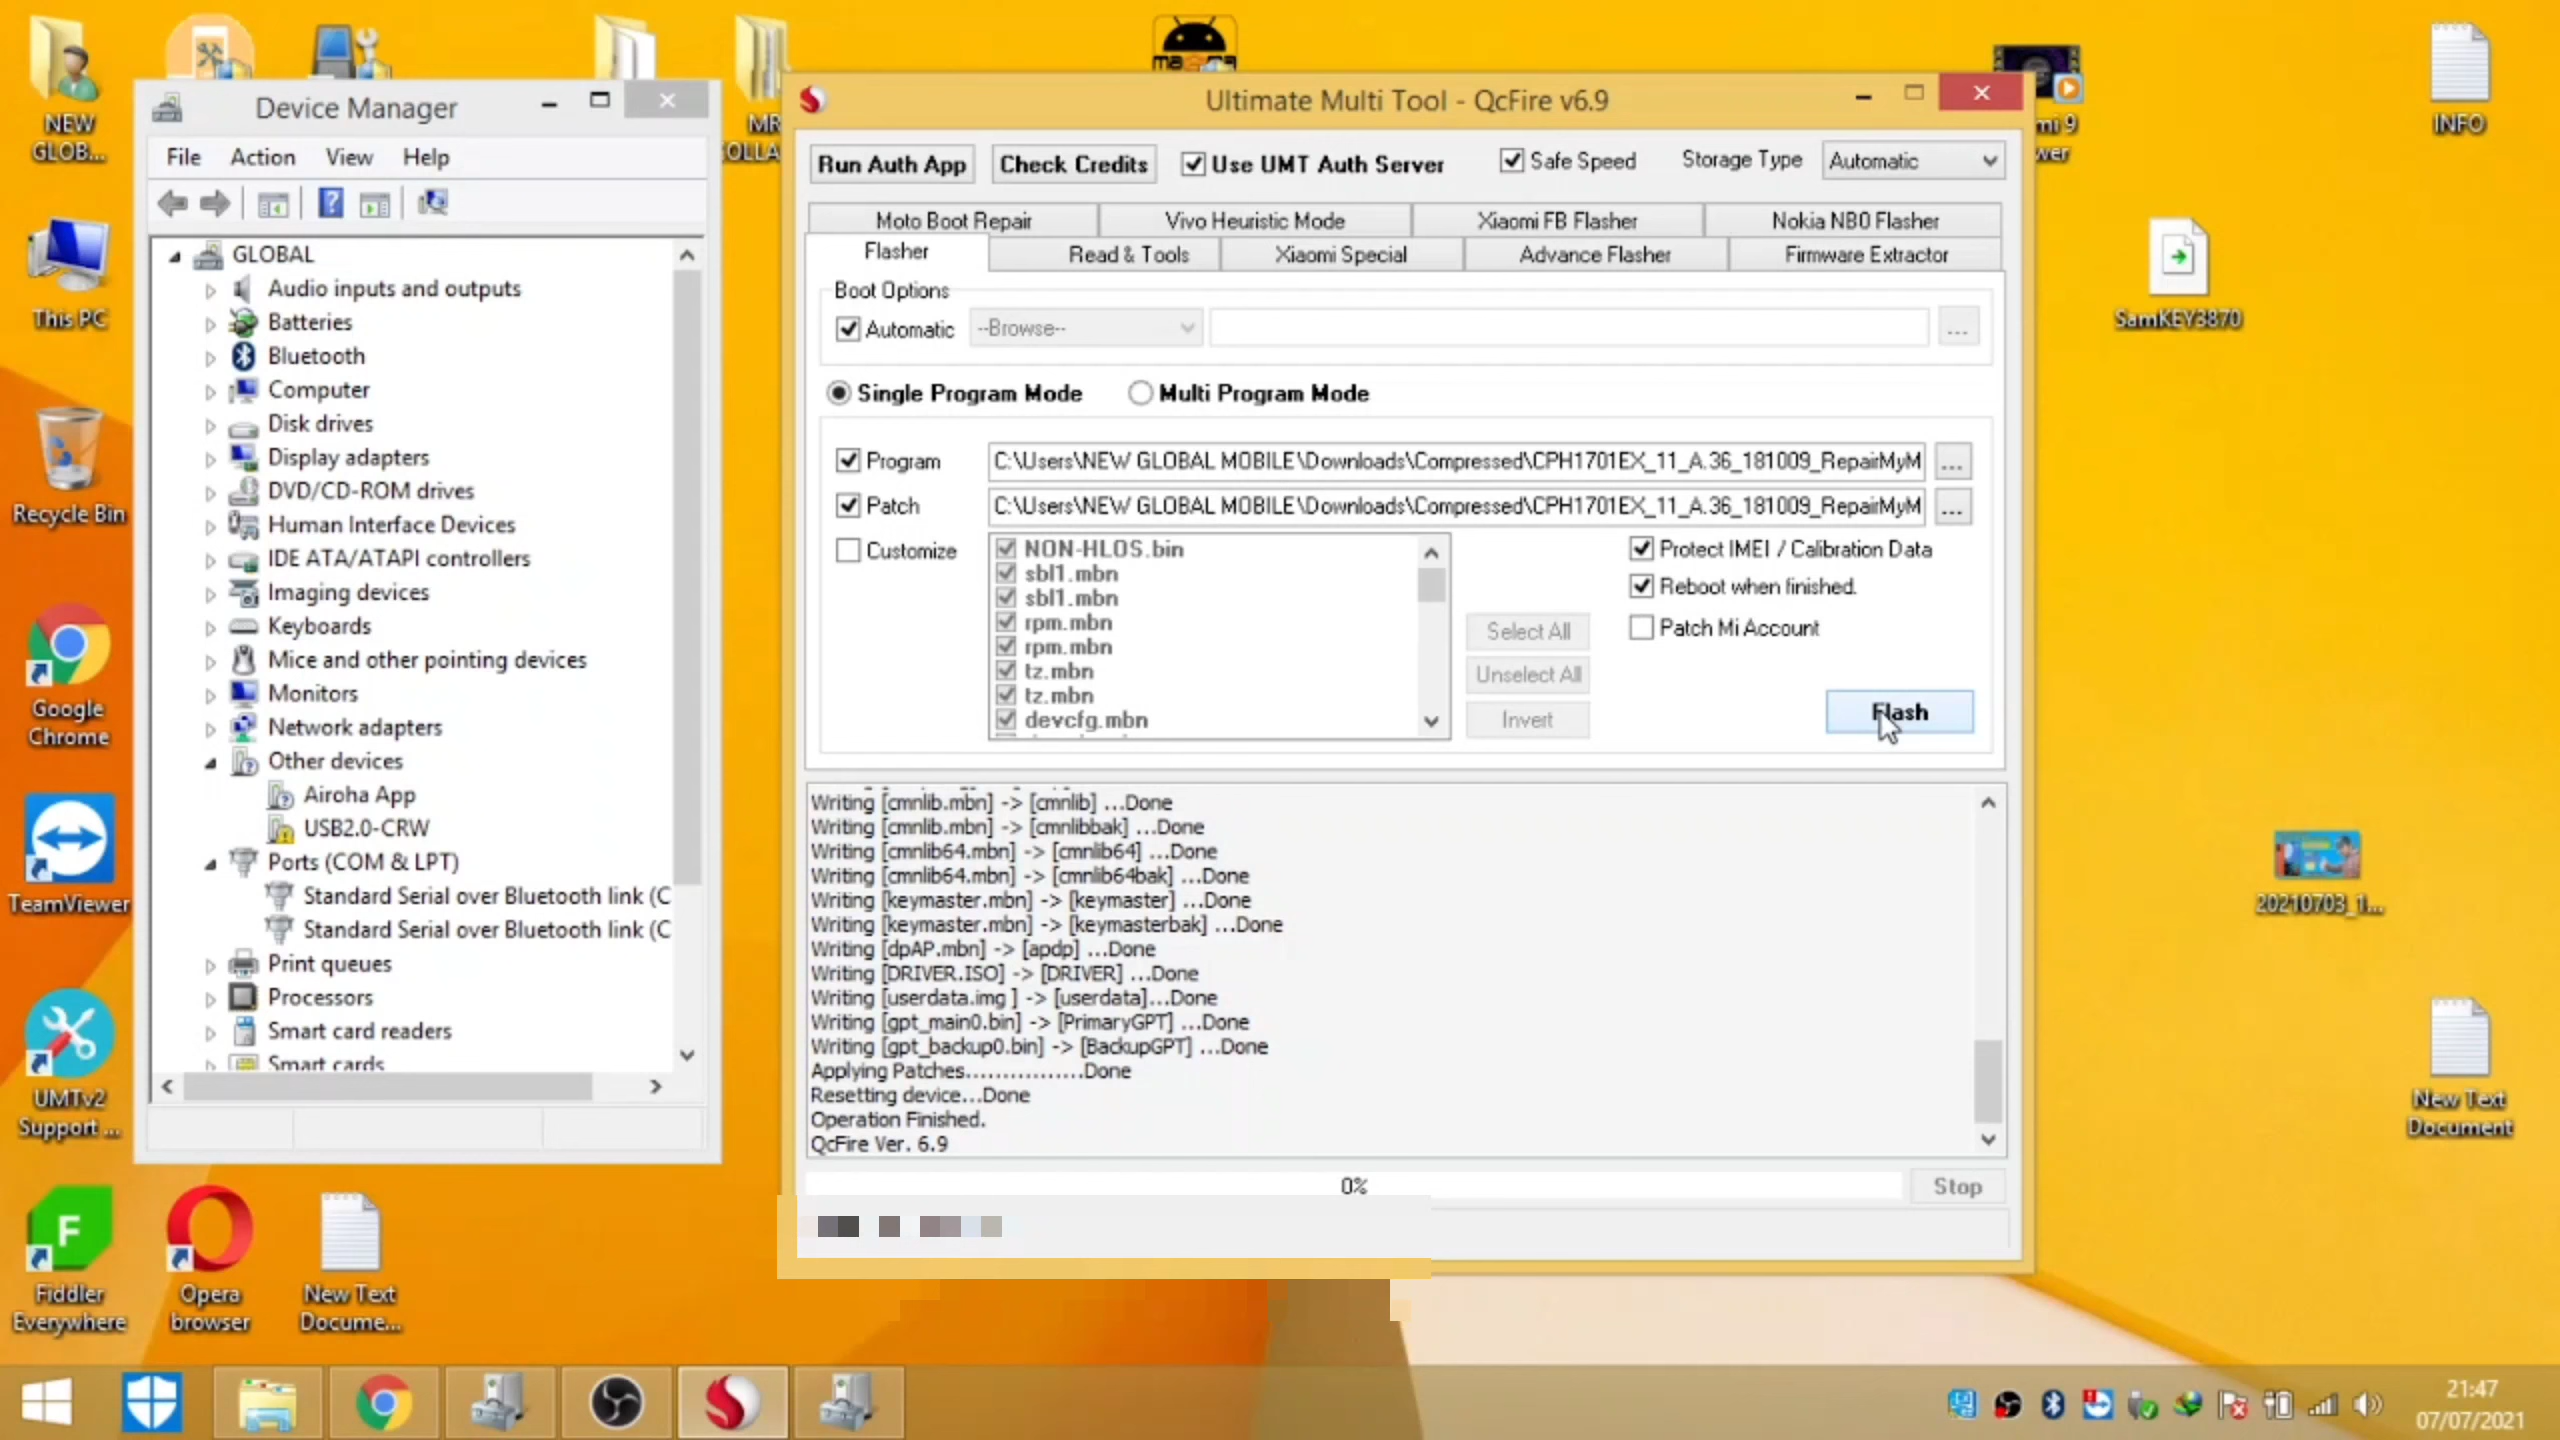 NEW
GLOB...
This PC
Recycle Bin
Google
Chrome
TeamViewer
UMTv2
Support ...
Fiddler
Everywhere
Opera
browser
New Text
Docume...
Device Manager
File Action View Help
GLOBAL
Audio inputs and outputs
Batteries
Bluetooth
Computer
Disk drives
Display adapters
DVD/CD-ROM drives
Human Interface Devices
IDE ATA/ATAPI controllers
Imaging devices
Keyboards
Mice and other pointing devices
Monitors
Network adapters
Other devices
Airoha App
USB2.0-CRW
Ports (COM & LPT)
Standard Serial over Bluetooth link (C
Standard Serial over Bluetooth link (C
Print queues
Processors
Smart card readers
Smart cards
MR
COLLA
Ultimate Multi Tool - QcFire v6.9
Run Auth App Check Credits Use UMT Auth Server Safe Speed Storage Type Automatic
Moto Boot Repair Vivo Heuristic Mode Xiaomi FB Flasher Nokia NB0 Flasher
Flasher Read & Tools Xiaomi Special Advance Flasher Firmware Extractor
Boot Options
Automatic --Browse-- ...
Single Program Mode Multi Program Mode
Program C:\Users\NEW GLOBAL MOBILE\Downloads\Compressed\CPH1701EX_11_A.36_181009_RepairMyM ...
Patch C:\Users\NEW GLOBAL MOBILE\Downloads\Compressed\CPH1701EX_11_A.36_181009_RepairMyM ...
Customize
NON-HLOS.bin
sbl1.mbn
sbl1.mbn
rpm.mbn
rpm.mbn
tz.mbn
tz.mbn
devcfg.mbn
Select All
Unselect All
Invert
Protect IMEI / Calibration Data
Reboot when finished.
Patch Mi Account
Flash
Writing [cmnlib.mbn] -> [cmnlib] ...Done
Writing [cmnlib.mbn] -> [cmnlibbak] ...Done
Writing [cmnlib64.mbn] -> [cmnlib64] ...Done
Writing [cmnlib64.mbn] -> [cmnlib64bak] ...Done
Writing [keymaster.mbn] -> [keymaster] ...Done
Writing [keymaster.mbn] -> [keymasterbak] ...Done
Writing [dpAP.mbn] -> [apdp] ...Done
Writing [DRIVER.ISO] -> [DRIVER] ...Done
Writing [userdata.img ] -> [userdata]...Done
Writing [gpt_main0.bin] -> [PrimaryGPT] ...Done
Writing [gpt_backup0.bin] -> [BackupGPT] ...Done
Applying Patches................Done
Resetting device...Done
Operation Finished.
QcFire Ver. 6.9
0%
Stop
mi 9
INFO
SamKEY3870
20210703_1...
New Text
Document
21:47
07/07/2021